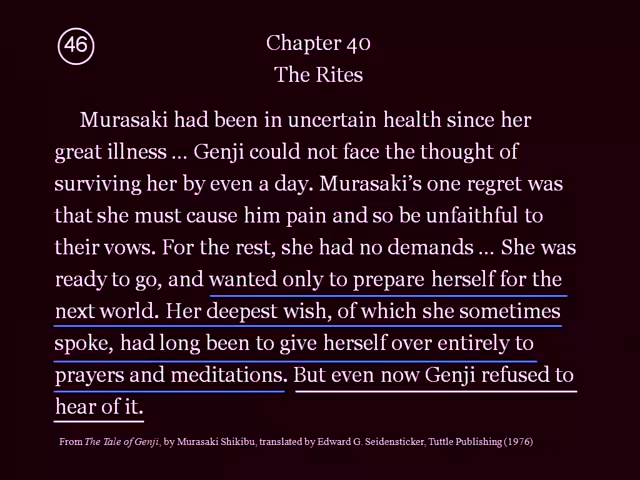 46
Chapter 40
The Rites
Murasaki had been in uncertain health since her
great illness ... Genji could not face the thought of
surviving her by even a day. Murasaki's one regret was
that she must cause him pain and so be unfaithful to
their vows. For the rest, she had no demands ... She was
ready to go, and wanted only to prepare herself for the
next world. Her deepest wish, of which she sometimes
spoke, had long been to give herself over entirely to
prayers and meditations. But even now Genji refused to
hear of it.
From The Tale of Genji, by Murasaki Shikibu, translated by Edward G. Seidensticker, Tuttle Publishing (1976)